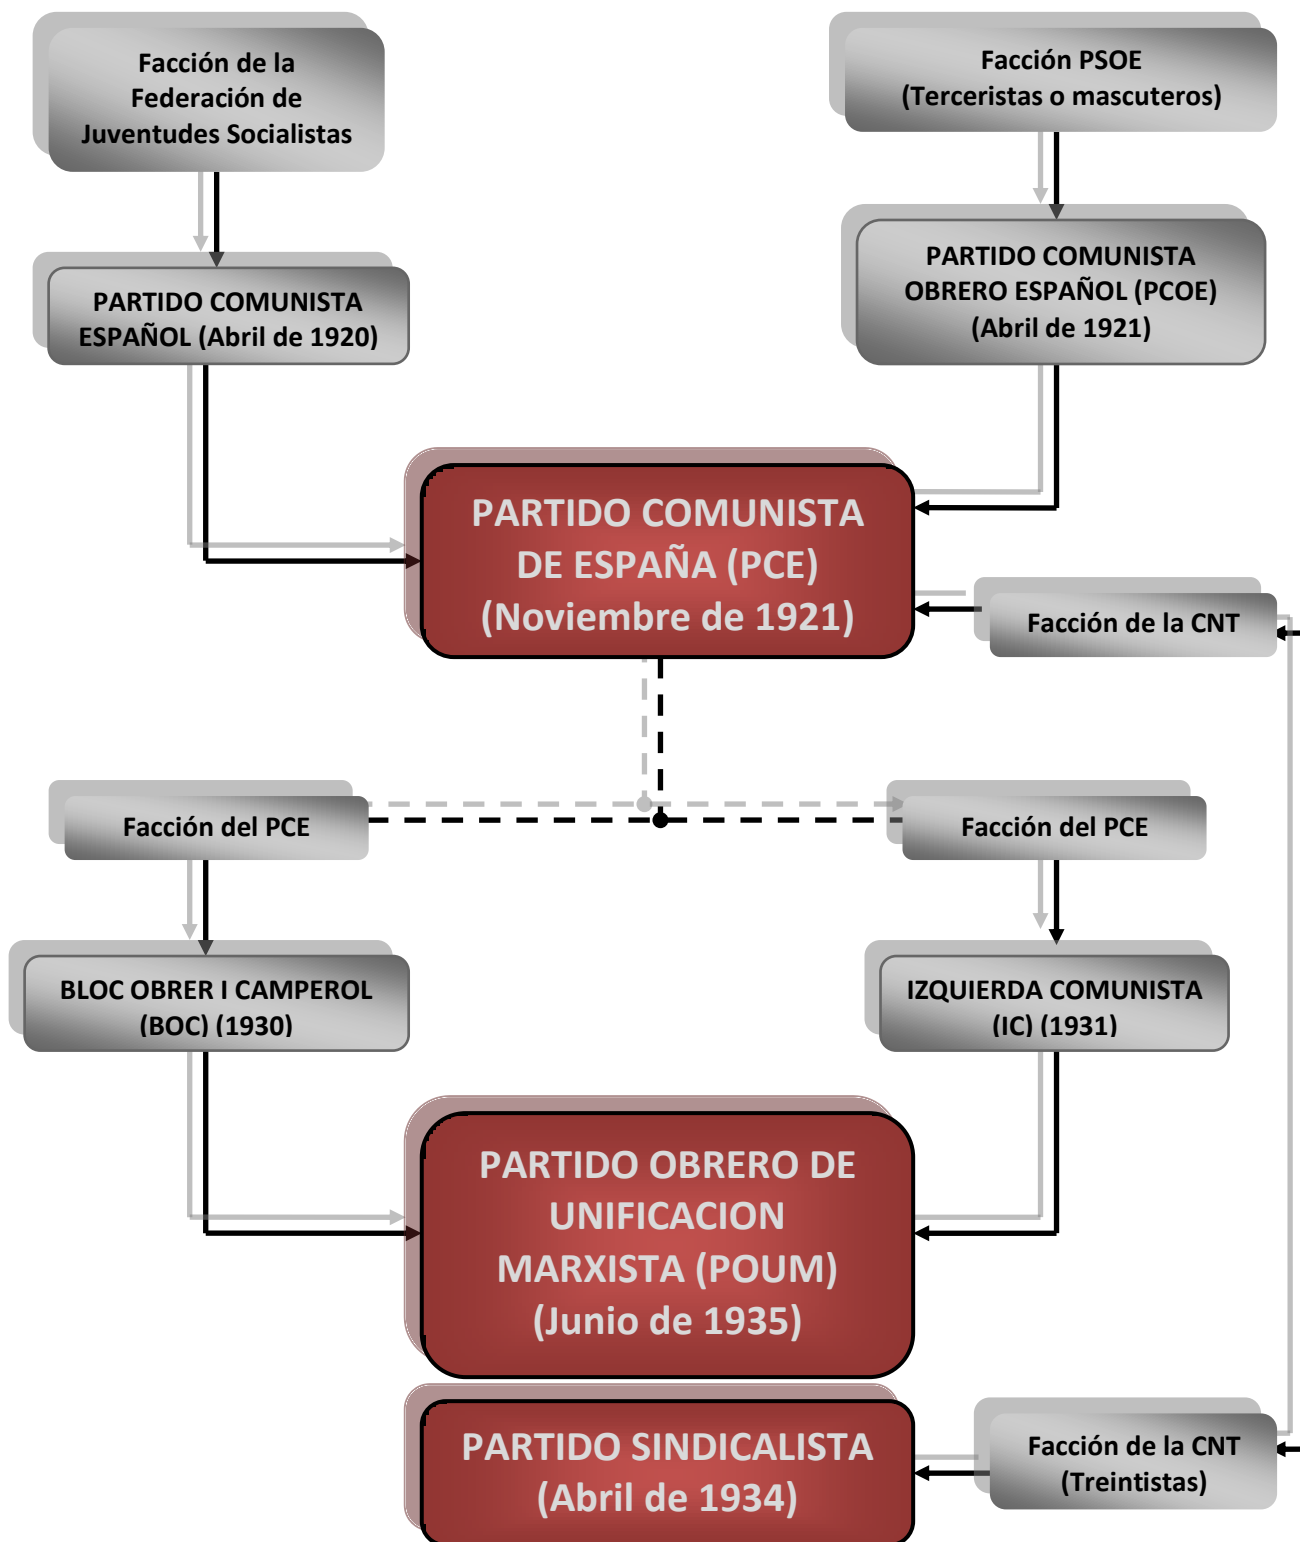 Facción de la
Federación de
Juventudes Socialistas
Facción PSOE
(Terceristas o mascuteros)
PARTIDO COMUNISTA
ESPAÑOL (Abril de 1920)
PARTIDO COMUNISTA
OBRERO ESPAÑOL (PCOE)
(Abril de 1921)
PARTIDO COMUNISTA
DE ESPAÑA (PCE)
(Noviembre de 1921)
Facción de la CNT
Facción del PCE
Facción del PCE
BLOC OBRER I CAMPEROL
(BOC) (1930)
IZQUIERDA COMUNISTA
(IC) (1931)
PARTIDO OBRERO DE
UNIFICACION
MARXISTA (POUM)
(Junio de 1935)
PARTIDO SINDICALISTA
(Abril de 1934)
Facción de la CNT
(Treintistas)